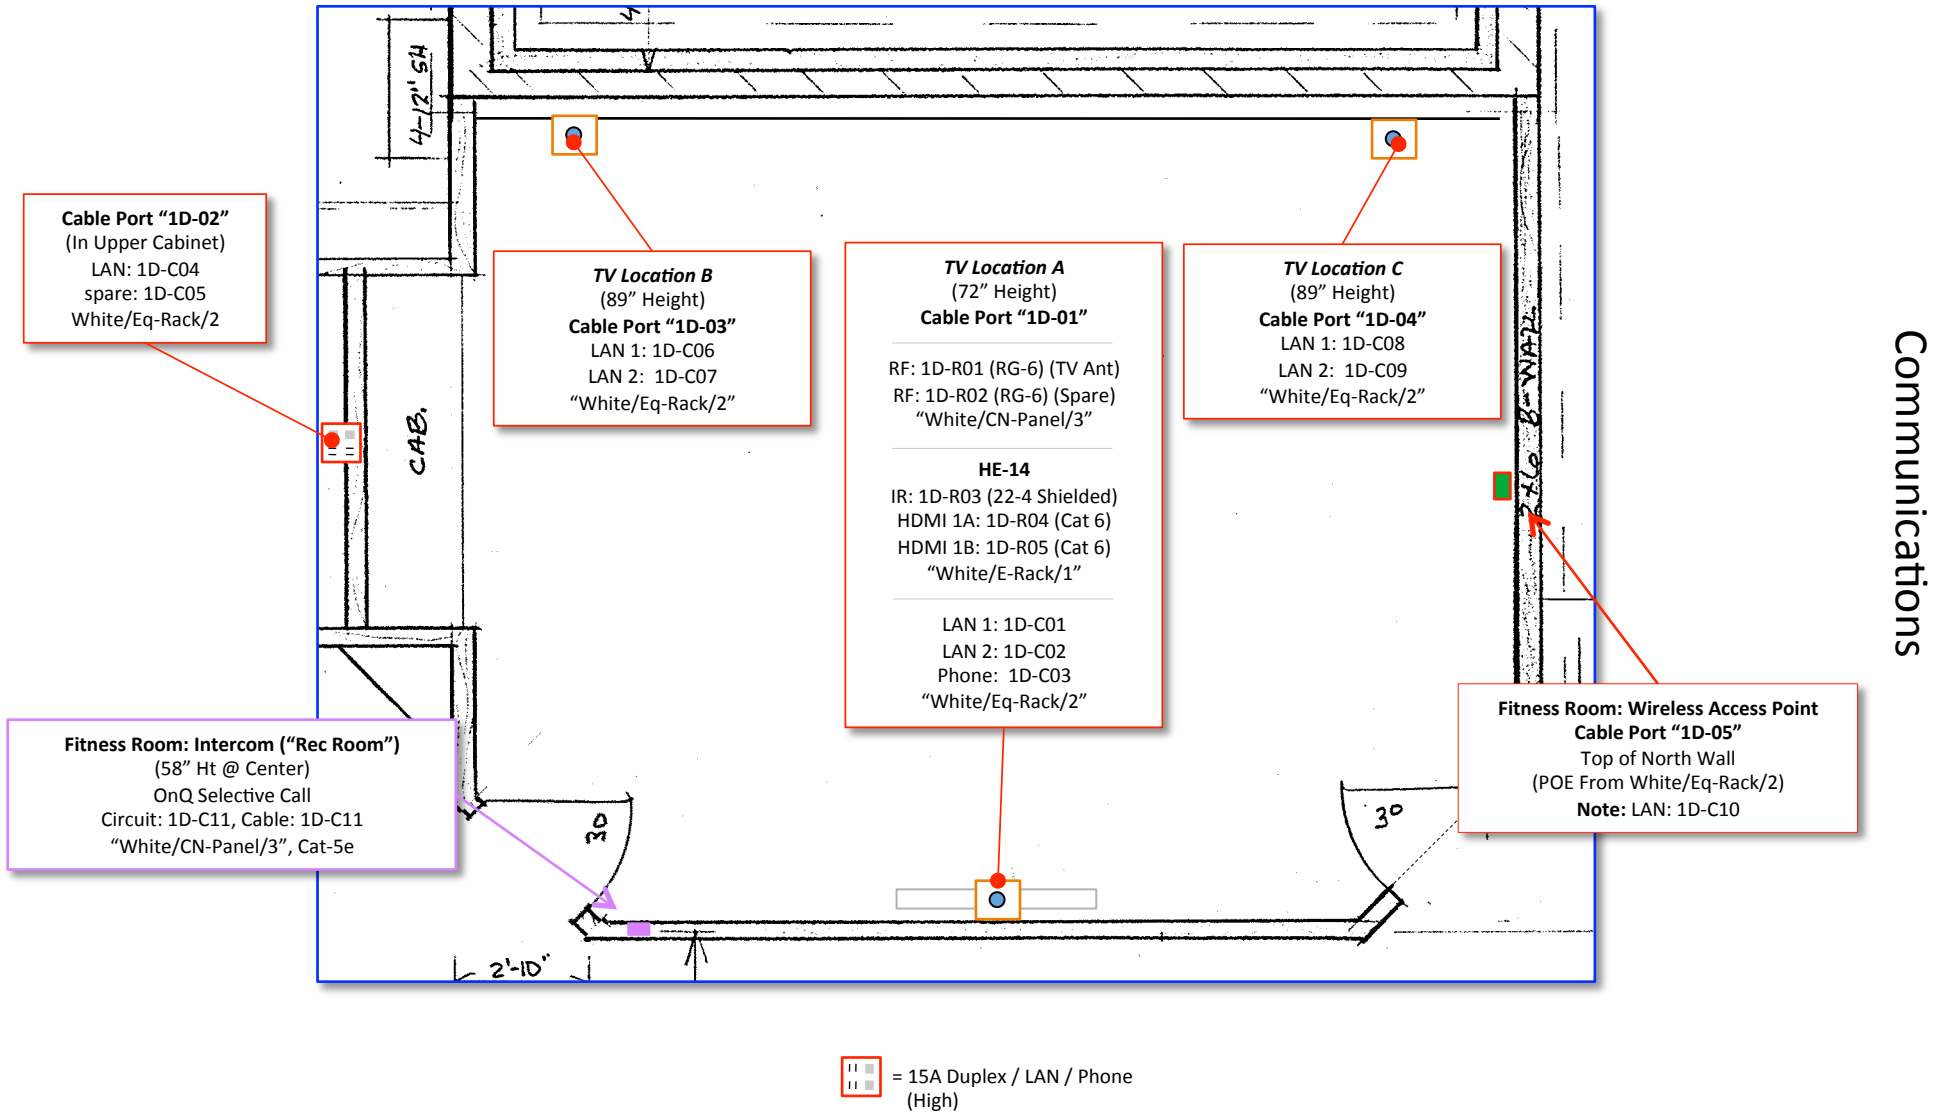 4-12" SH
Cable Port “1D-02”
(In Upper Cabinet)
LAN: 1D-C04
spare: 1D-C05
White/Eq-Rack/2
TV Location B
(89” Height)
Cable Port “1D-03”
LAN 1: 1D-C06
LAN 2: 1D-C07
“White/Eq-Rack/2”
TV Location A
(72” Height)
Cable Port “1D-01”
RF: 1D-R01 (RG-6) (TV Ant)
RF: 1D-R02 (RG-6) (Spare)
“White/CN-Panel/3”
HE-14
IR: 1D-R03 (22-4 Shielded)
HDMI 1A: 1D-R04 (Cat 6)
HDMI 1B: 1D-R05 (Cat 6)
“White/E-Rack/1”
LAN 1: 1D-C01
LAN 2: 1D-C02
Phone: 1D-C03
“White/Eq-Rack/2”
TV Location C
(89” Height)
Cable Port “1D-04”
LAN 1: 1D-C08
LAN 2: 1D-C09
“White/Eq-Rack/2”
CAB.
2x6 B-WALL
Communications
Fitness Room: Wireless Access Point
Cable Port “1D-05”
Top of North Wall
(POE From White/Eq-Rack/2)
Note: LAN: 1D-C10
Fitness Room: Intercom (“Rec Room”)
(58” Ht @ Center)
OnQ Selective Call
Circuit: 1D-C11, Cable: 1D-C11
“White/CN-Panel/3”, Cat-5e
30
30
2'-10"
= 15A Duplex / LAN / Phone
(High)